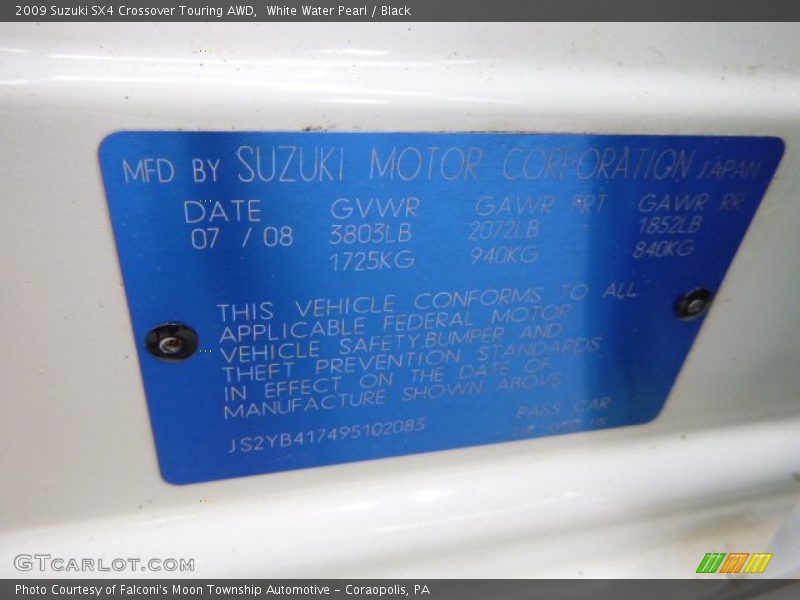 2009 Suzuki SX4 Crossover Touring AWD,  White Water Pearl / Black
MFD BY SUZUKI MOTOR CORPORATION JAPAN
DATE GVWR GAWR FRT GAWR RR
07 / 08 3803LB 2072LB 1852LB
1725KG 940KG 840KG
THIS VEHICLE CONFORMS TO ALL
APPLICABLE FEDERAL MOTOR
VEHICLE SAFETY,BUMPER AND
THEFT PREVENTION STANDARDS
IN EFFECT ON THE DATE OF
MANUFACTURE SHOWN ABOVE
JS2YB417495102083 PASS CAR
GTCARLOT.COM
Photo Courtesy of Falconi's Moon Township Automotive - Coraopolis, PA